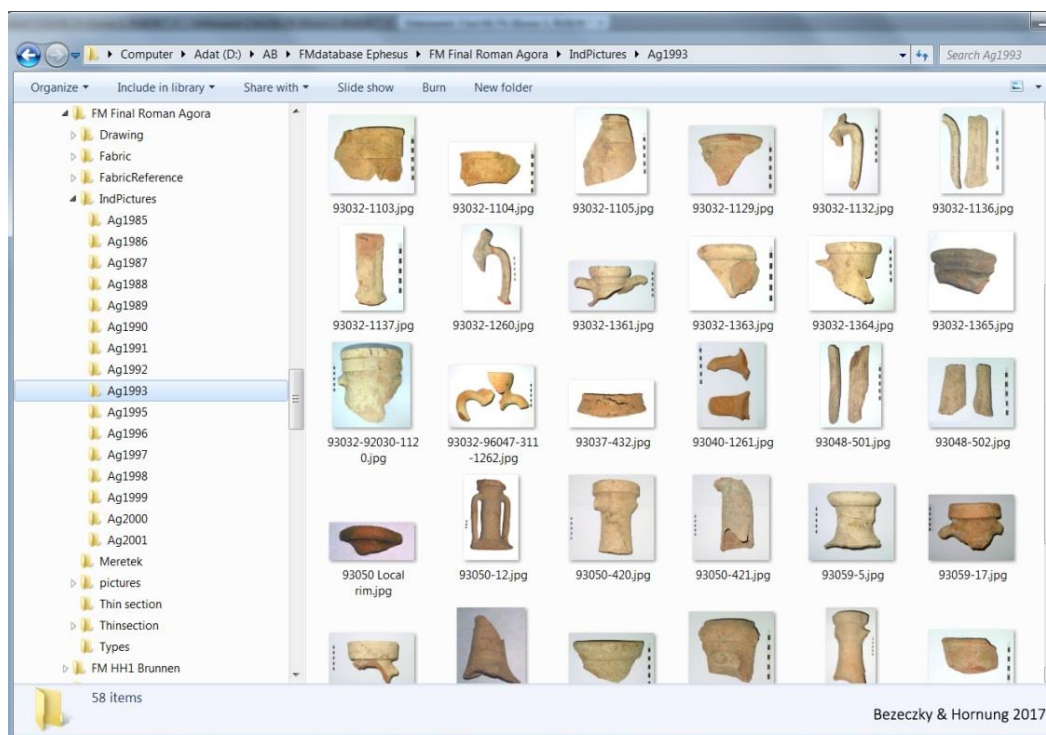 Computer ▸ Adat (D:) ▸ AB ▸ FMdatabase Ephesus ▸ FM Final Roman Agora ▸ IndPictures ▸ Ag1993
Search Ag1993
Organize Include in library Share with Slide show Burn New folder
FM Final Roman Agora
Drawing
Fabric
FabricReference
IndPictures
Ag1985
Ag1986
Ag1987
Ag1988
Ag1989
Ag1990
Ag1991
Ag1992
Ag1993
Ag1995
Ag1996
Ag1997
Ag1998
Ag1999
Ag2000
Ag2001
Meretek
pictures
Thin section
Thinsection
Types
FM HH1 Brunnen
93032-1103.jpg 93032-1104.jpg 93032-1105.jpg 93032-1129.jpg 93032-1132.jpg 93032-1136.jpg
93032-1137.jpg 93032-1260.jpg 93032-1361.jpg 93032-1363.jpg 93032-1364.jpg 93032-1365.jpg
93032-92030-112 93032-96047-311 93037-432.jpg 93040-1261.jpg 93048-501.jpg 93048-502.jpg
0.jpg -1262.jpg
93050 Local 93050-12.jpg 93050-420.jpg 93050-421.jpg 93059-5.jpg 93059-17.jpg
rim.jpg
58 items
Bezeczky & Hornung 2017